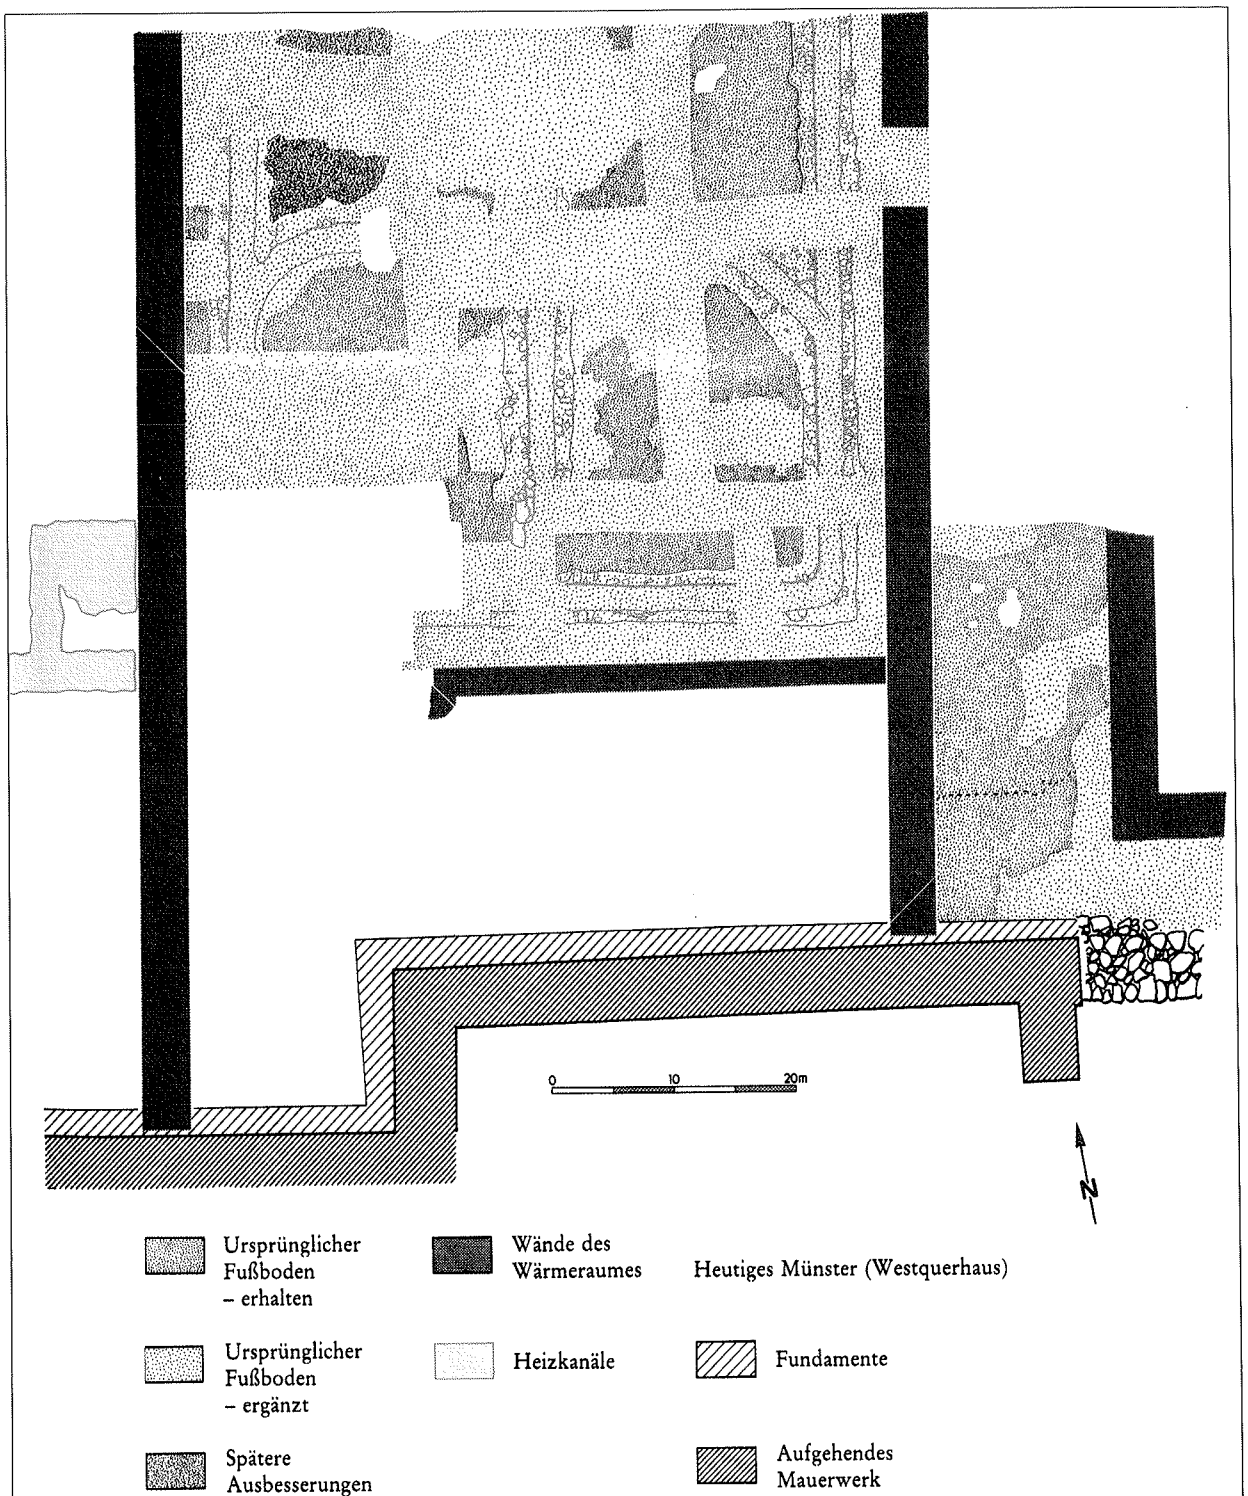 0 10 20m
N
Ursprünglicher
Fußboden
– erhalten
Wände des
Wärmeraumes
Heutiges Münster (Westquerhaus)
Ursprünglicher
Fußboden
– ergänzt
Heizkanäle
Fundamente
Spätere
Ausbesserungen
Aufgehendes
Mauerwerk